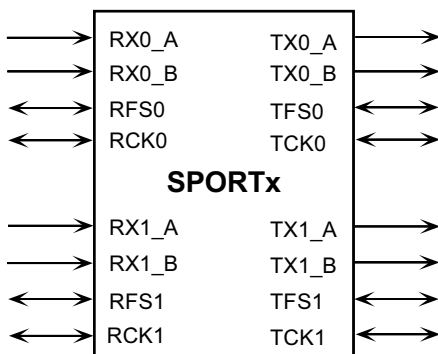 RX0_A TX0_A
RX0_B TX0_B
RFS0 TFS0
RCK0 TCK0
SPORTx
RX1_A TX1_A
RX1_B TX1_B
RFS1 TFS1
RCK1 TCK1